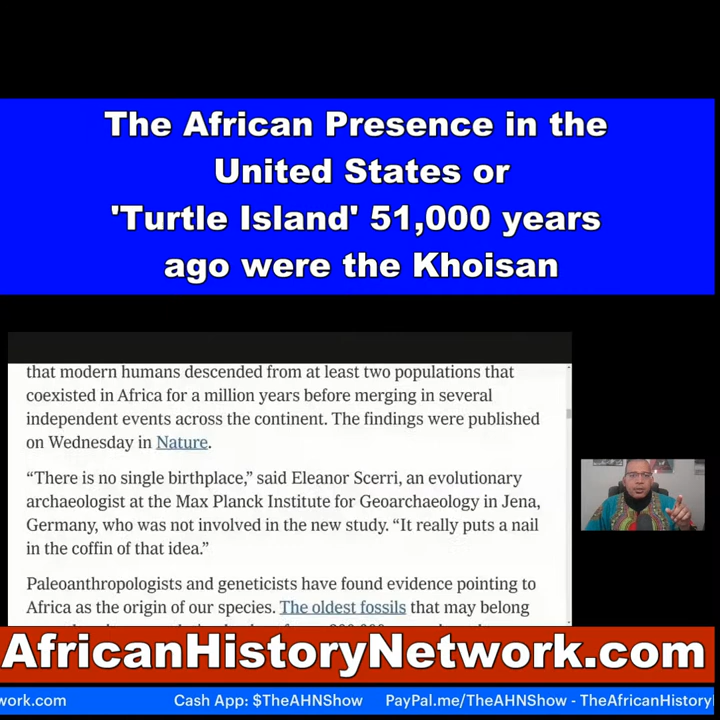 The African Presence in the
United States or
'Turtle Island' 51,000 years
ago were the Khoisan
that modern humans descended from at least two populations that
coexisted in Africa for a million years before merging in several
independent events across the continent. The findings were published
on Wednesday in Nature.
“There is no single birthplace,” said Eleanor Scerri, an evolutionary
archaeologist at the Max Planck Institute for Geoarchaeology in Jena,
Germany, who was not involved in the new study. “It really puts a nail
in the coffin of that idea.”
Paleoanthropologists and geneticists have found evidence pointing to
Africa as the origin of our species. The oldest fossils that may belong
AfricanHistoryNetwork.com
work.com Cash App: $TheAHNShow PayPal.me/TheAHNShow - TheAfricanHistory